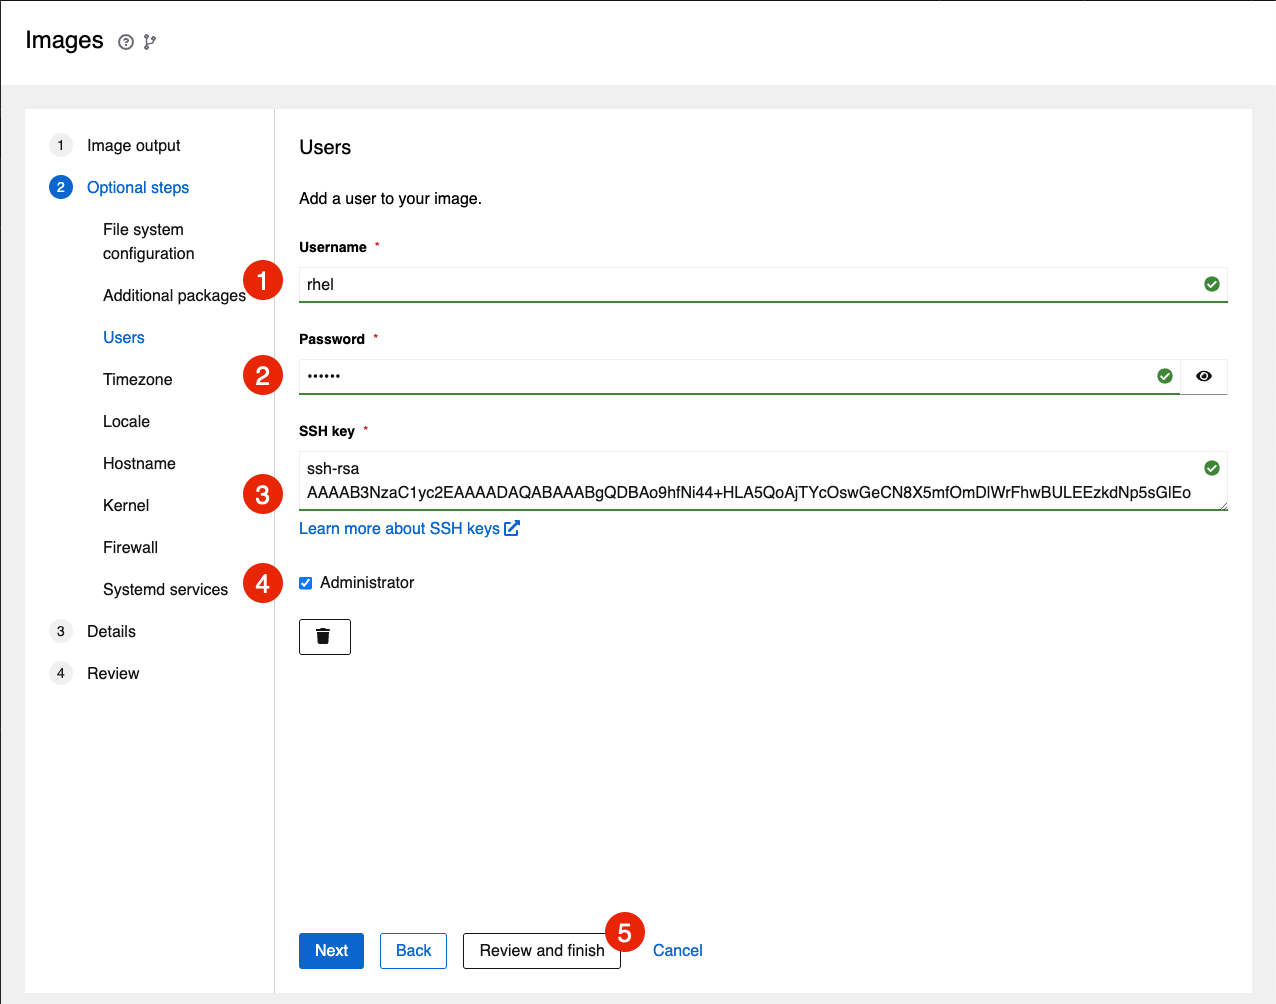 Images
1 Image output
2 Optional steps
File system
configuration
Additional packages
Users
Timezone
Locale
Hostname
Kernel
Firewall
Systemd services
3 Details
4 Review
Users
Add a user to your image.
Username *
1
rhel
Password *
2
••••••
SSH key *
3
ssh-rsa
AAAAB3NzaC1yc2EAAAADAQABAAABgQDBAo9hfNi44+HLA5QoAjTYcOswGeCN8X5mfOmDlWrFhwBULEEzkdNp5sGlEo
Learn more about SSH keys
4
Administrator
Next
Back
Review and finish
5
Cancel